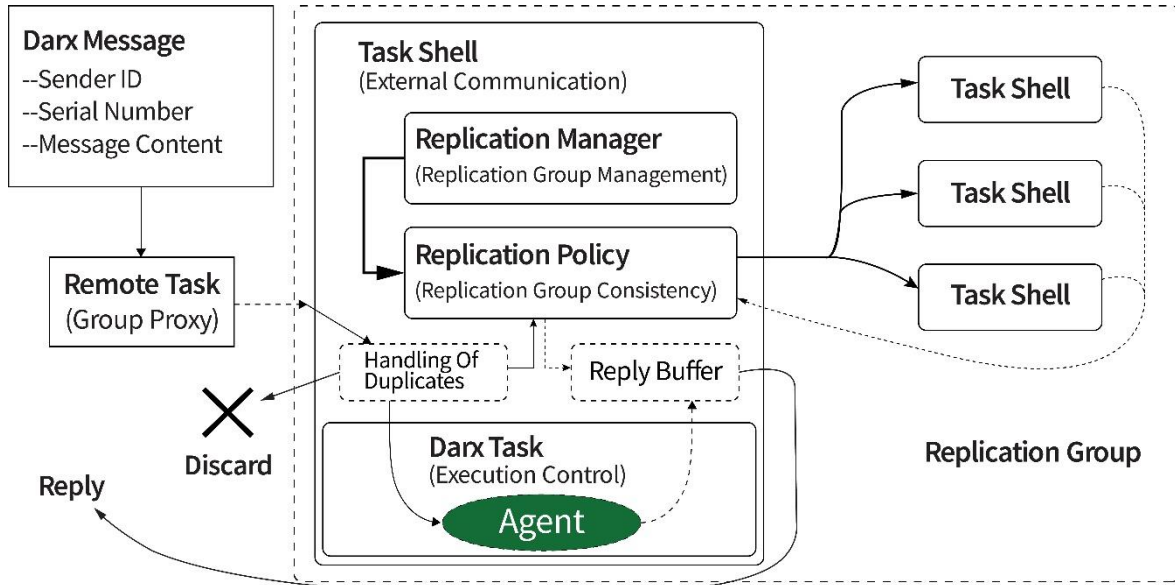 Darx Message
--Sender ID
--Serial Number
--Message Content
Remote Task
(Group Proxy)
Discard
Reply
Task Shell
(External Communication)
Replication Manager
(Replication Group Management)
Replication Policy
(Replication Group Consistency)
Handling Of
Duplicates
Reply Buffer
Darx Task
(Execution Control)
Agent
Task Shell
Task Shell
Task Shell
Replication Group